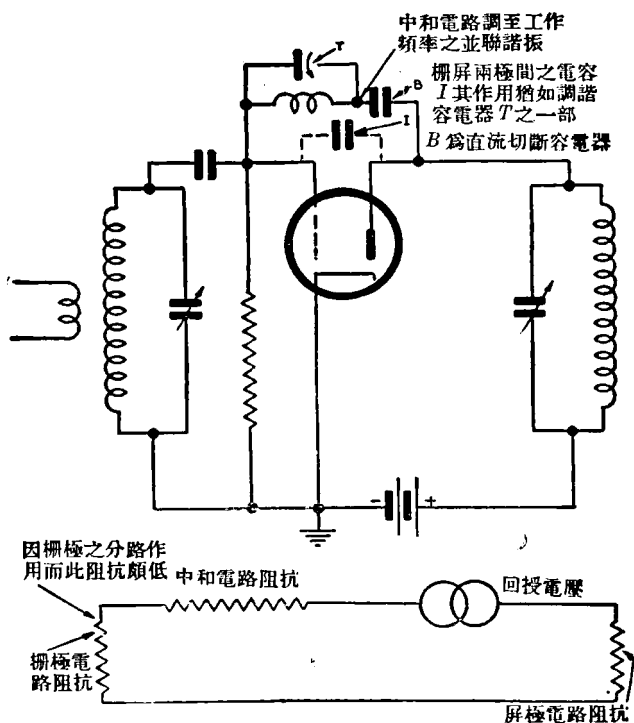 中和電路調至工作
頻率之並聯諧振
T
B
柵屏兩極間之電容
I其作用猶如調諧
容電器T之一部
B爲直流切斷容電器
I
- +
因柵極之分路作
用而此阻抗頗低
中和電路阻抗
回授電壓
柵極電
路阻抗
屏極電路阻抗